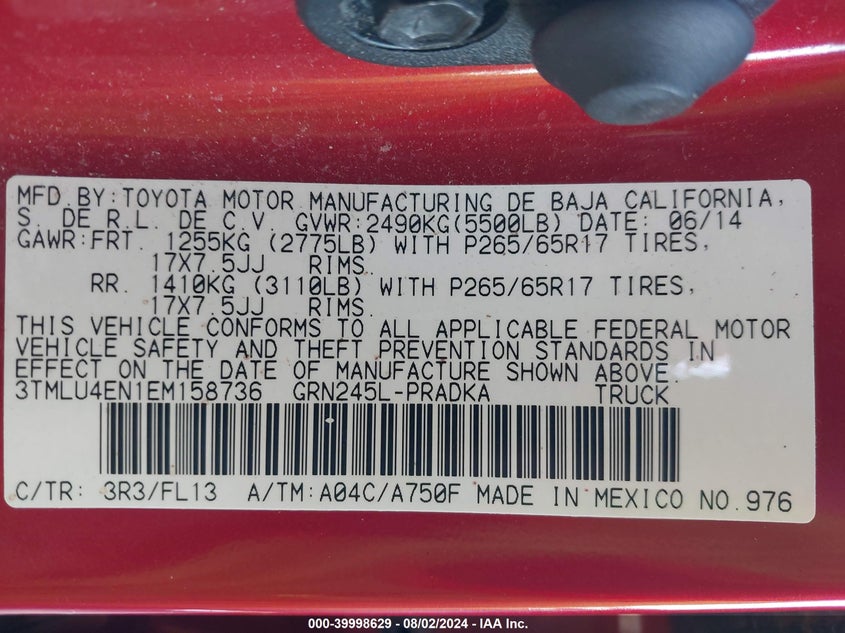 MFD.BY:TOYOTA MOTOR MANUFACTURING DE BAJA CALIFORNIA,
S. DE R.L. DE C.V. GVWR:2490KG(5500LB) DATE: 06/14
GAWR:FRT. 1255KG (2775LB) WITH P265/65R17 TIRES,
17X7.5JJ RIMS.
RR. 1410KG (3110LB) WITH P265/65R17 TIRES,
17X7.5JJ RIMS.
THIS VEHICLE CONFORMS TO ALL APPLICABLE FEDERAL MOTOR
VEHICLE SAFETY AND THEFT PREVENTION STANDARDS IN
EFFECT ON THE DATE OF MANUFACTURE SHOWN ABOVE.
3TMLU4EN1EM158736 GRN245L-PRADKA TRUCK
C/TR: 3R3/FL13 A/TM:A04C/A750F MADE IN MEXICO NO.976
000-39998629 - 08/02/2024 - IAA Inc.